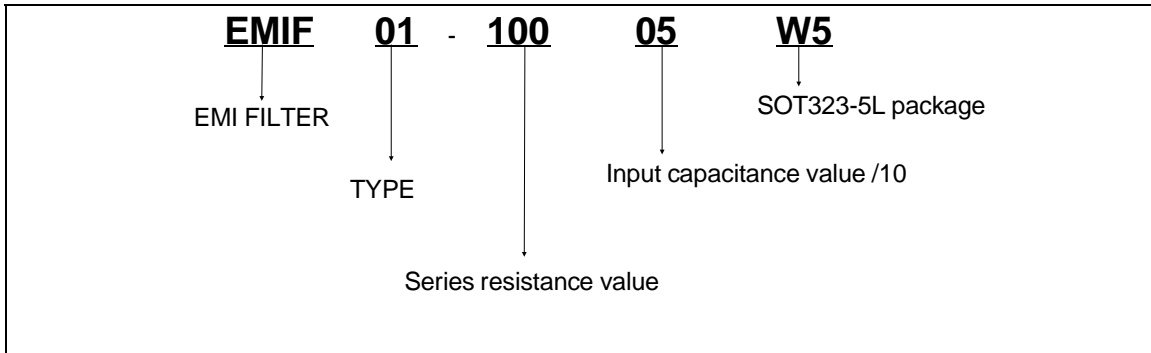 EMIF 01 - 100 05 W5
EMI FILTER
SOT323-5L package
TYPE
Input capacitance value /10
Series resistance value